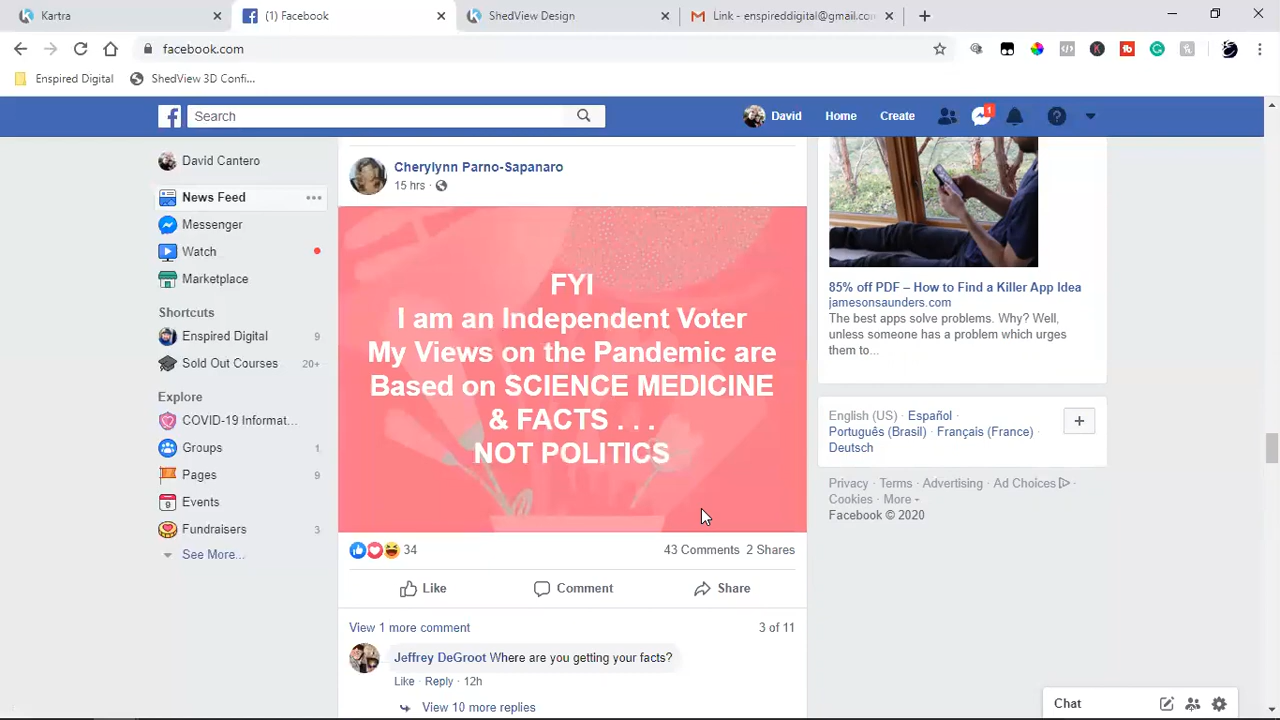 Kartra
(1) Facebook
ShedView Design
Link - enspireddigital@gmail.com
facebook.com
Enspired Digital
ShedView 3D Confi...
Search
David
Home
Create
1
David Cantero
News Feed
Messenger
Watch
Marketplace
Shortcuts
Enspired Digital 9
Sold Out Courses 20+
Explore
COVID-19 Informat...
Groups 1
Pages 9
Events
Fundraisers 3
See More...
Cherylynn Parno-Sapanaro
15 hrs ·
FYI
I am an Independent Voter
My Views on the Pandemic are
Based on SCIENCE MEDICINE
& FACTS . . .
NOT POLITICS
34
43 Comments 2 Shares
Like Comment Share
View 1 more comment 3 of 11
Jeffrey DeGroot Where are you getting your facts?
Like · Reply · 12h
View 10 more replies
85% off PDF – How to Find a Killer App Idea
jamesonsaunders.com
The best apps solve problems. Why? Well,
unless someone has a problem which urges
them to...
English (US) · Español ·
Português (Brasil) · Français (France) ·
Deutsch
Privacy · Terms · Advertising · Ad Choices ·
Cookies · More
Facebook © 2020
Chat